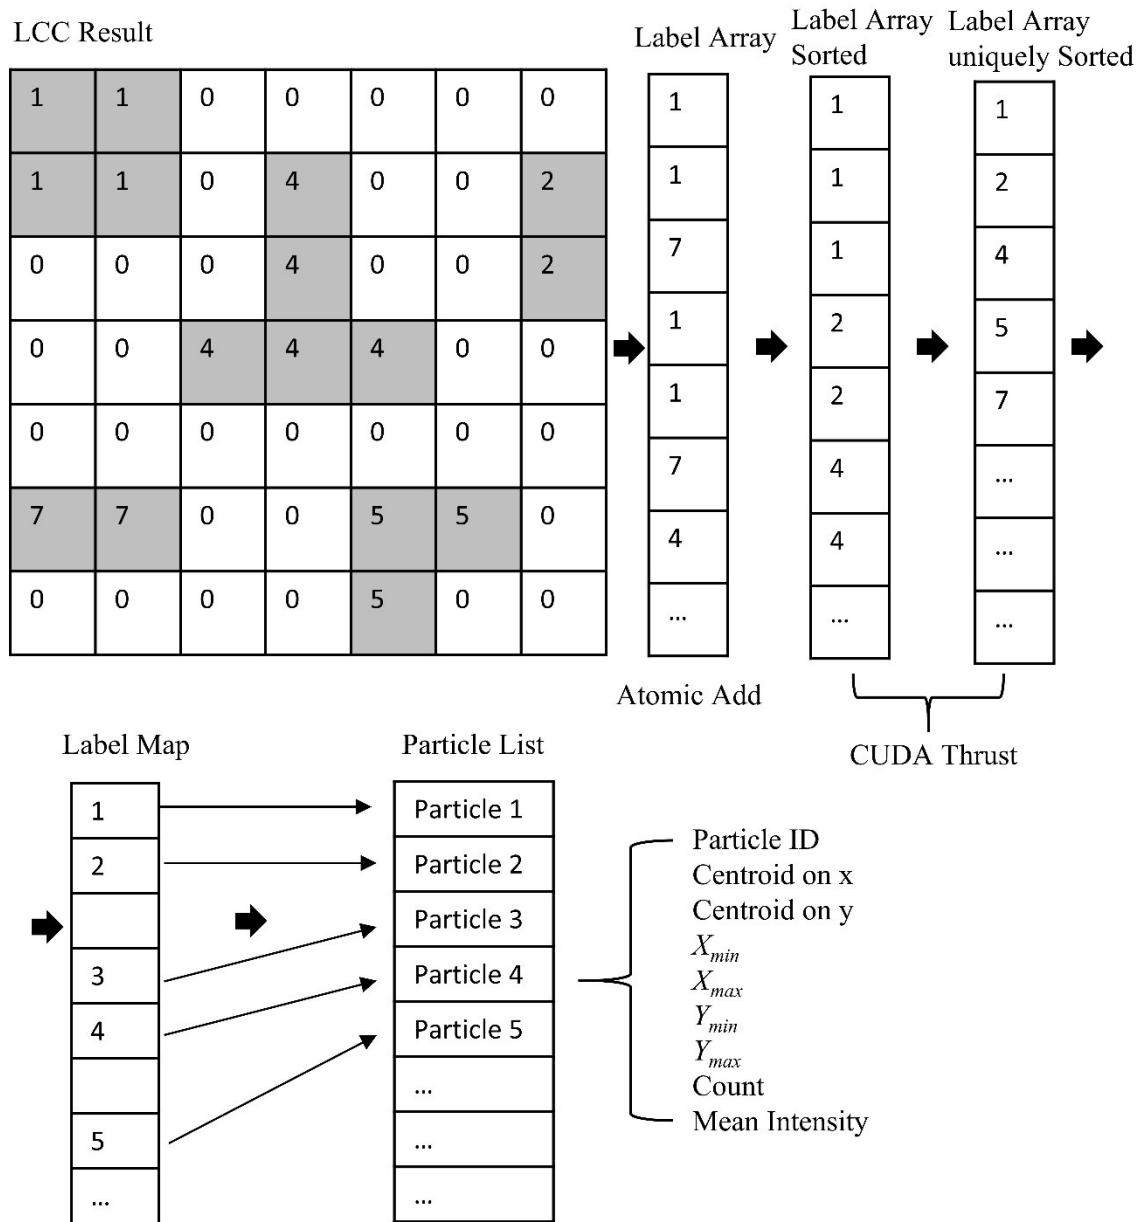 LCC Result
1 1 0 0 0 0 0
1 1 0 4 0 0 2
0 0 0 4 0 0 2
0 0 4 4 4 0 0
0 0 0 0 0 0 0
7 7 0 0 5 5 0
0 0 0 0 5 0 0
Label Array
1
1
7
1
1
7
4
...
Atomic Add
Label Array
Sorted
1
1
1
2
2
4
4
...
Label Array
uniquely Sorted
1
2
4
5
7
...
...
...
CUDA Thrust
Label Map
1
2
3
4
5
...
Particle List
Particle 1
Particle 2
Particle 3
Particle 4
Particle 5
...
...
...
Particle ID
Centroid on x
Centroid on y
Xmin
Xmax
Ymin
Ymax
Count
Mean Intensity